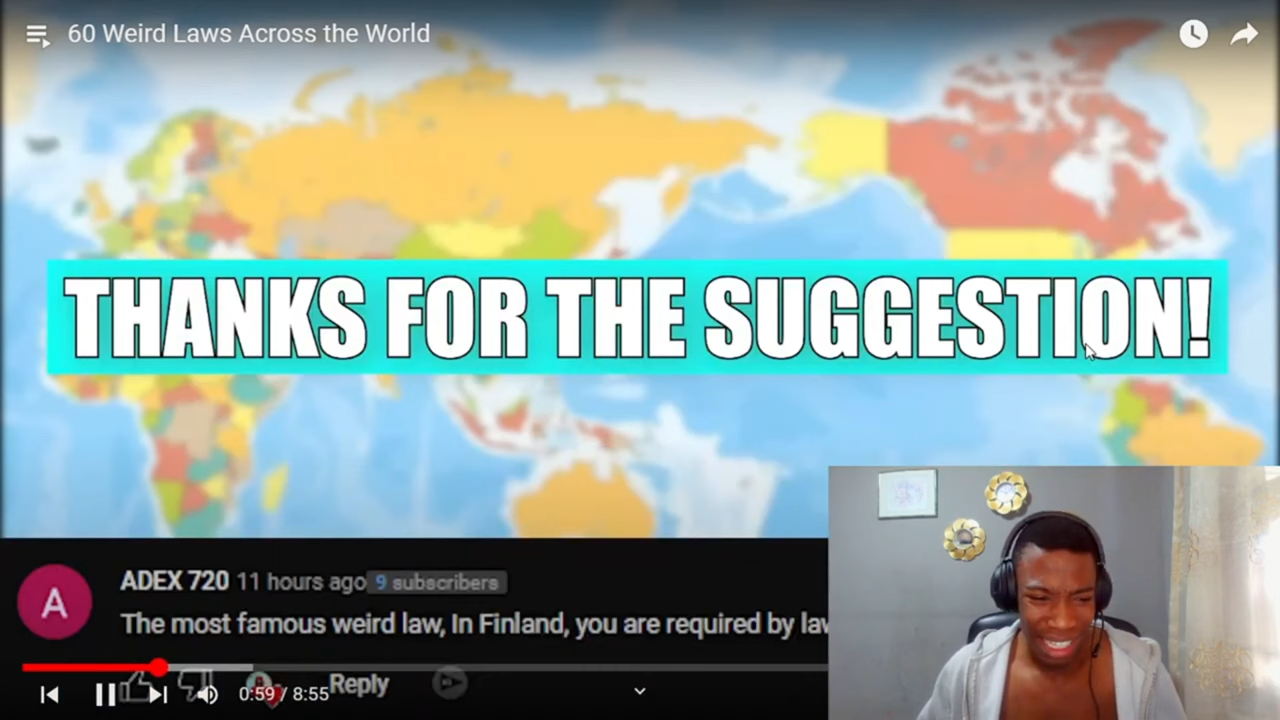 60 Weird Laws Across the World
THANKS FOR THE SUGGESTION!
A
ADEX 720 11 hours ago 9 subscribers
The most famous weird law, In Finland, you are required by law
Reply
0:59 / 8:55